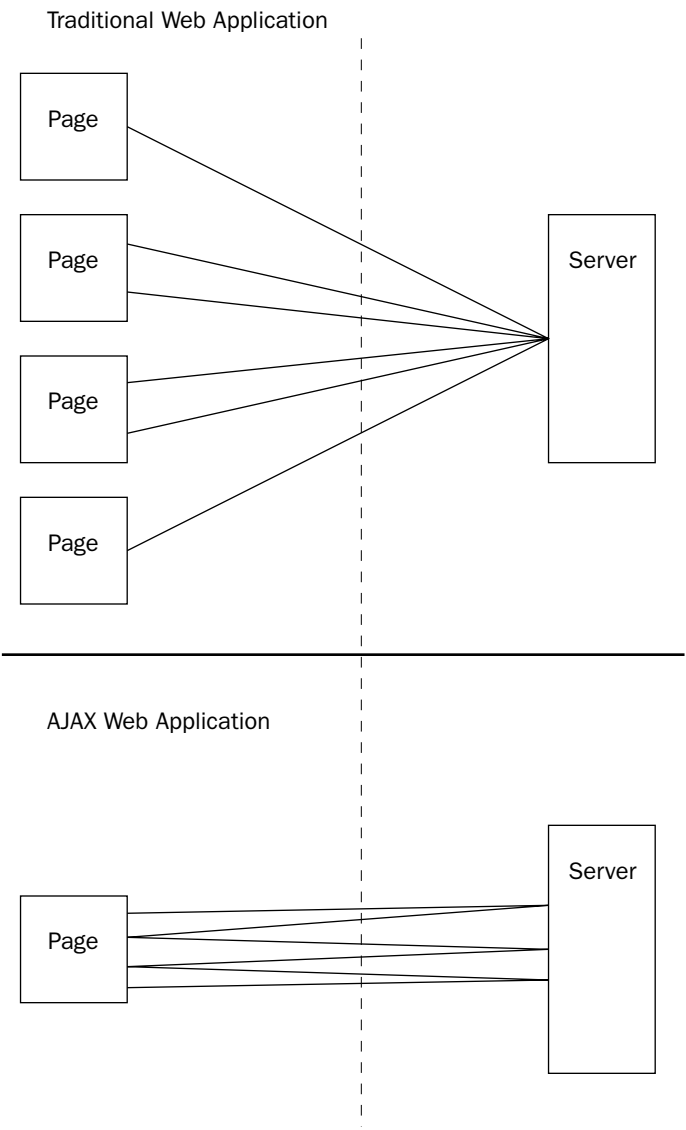 Traditional Web Application
Page
Page
Server
Page
Page
AJAX Web Application
Server
Page